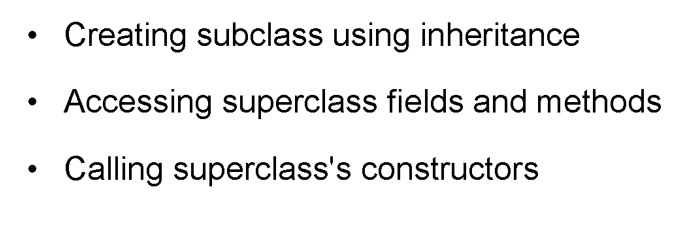 • Creating subclass using inheritance
• Accessing superclass fields and methods
• Calling superclass's constructors